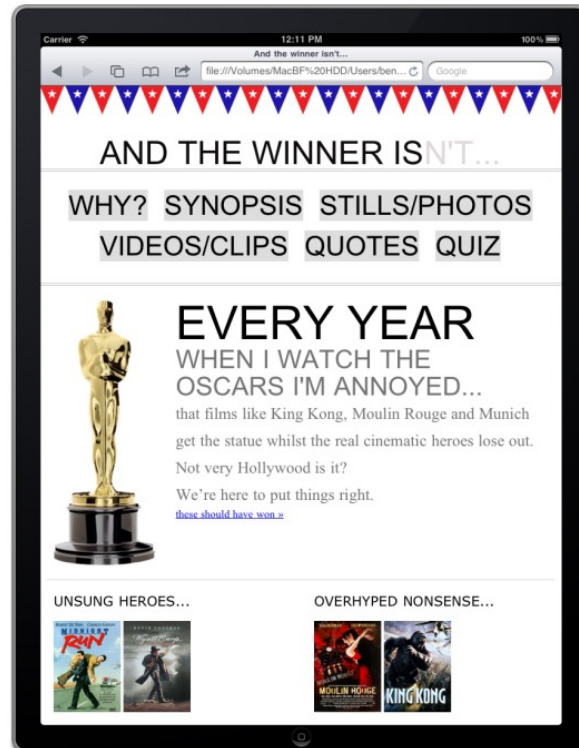 Carrier 12:11 PM 100%
And the winner isn't...
file:///Volumes/MacBF%20HDD/Users/ben... Google
AND THE WINNER ISN'T...
WHY? SYNOPSIS STILLS/PHOTOS
VIDEOS/CLIPS QUOTES QUIZ
EVERY YEAR
WHEN I WATCH THE
OSCARS I'M ANNOYED...
that films like King Kong, Moulin Rouge and Munich
get the statue whilst the real cinematic heroes lose out.
Not very Hollywood is it?
We're here to put things right.
these should have won »
UNSUNG HEROES... OVERHYPED NONSENSE...
MIDNIGHT
RUN
Wyatt Earp
MOULIN ROUGE
KING KONG